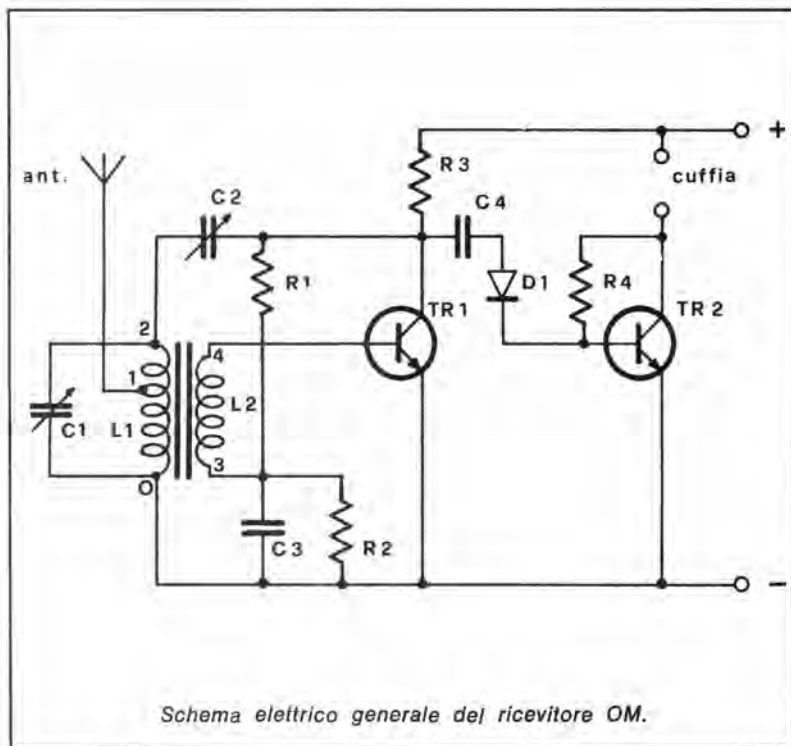 +
R3
ant.
C2
C4
cuffia
R1
D1
R4
TR1
TR2
2
4
1
C1
L1
L2
3
O
C3
R2
-
Schema elettrico generale del ricevitore OM.